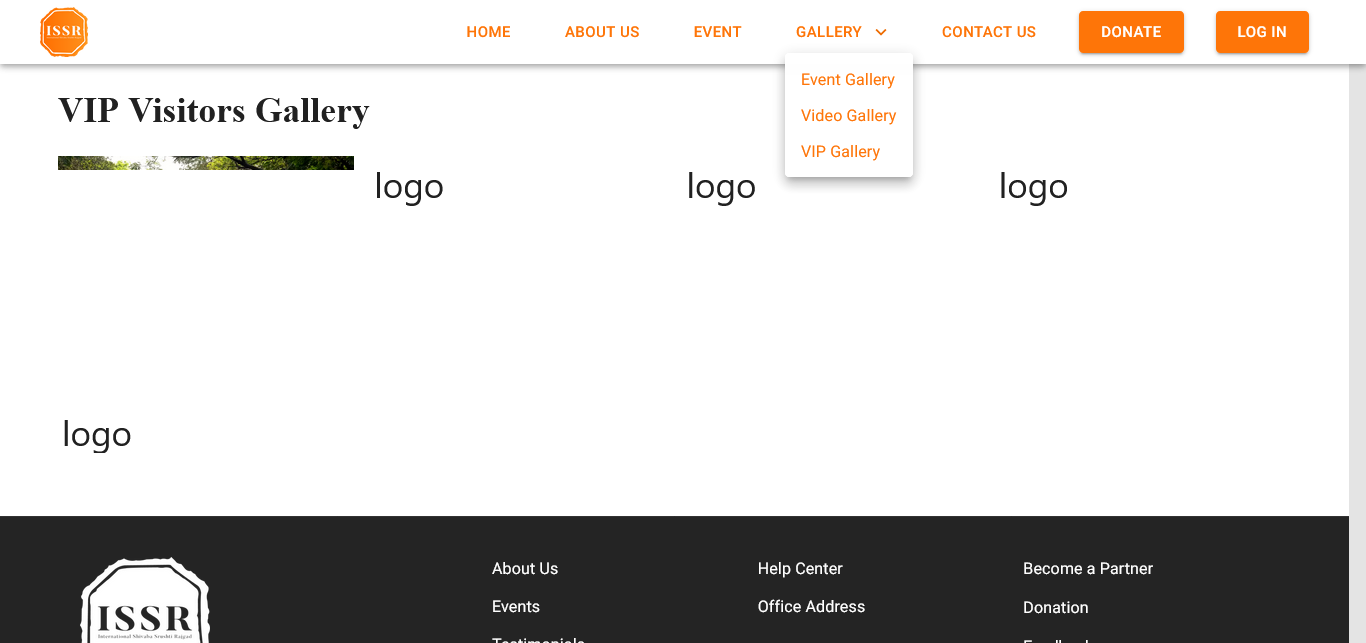 ISSR
HOME ABOUT US EVENT GALLERY CONTACT US DONATE LOG IN
Event Gallery
Video Gallery
VIP Gallery
VIP Visitors Gallery
logo logo logo
logo
ISSR
International Shivaba Srushti Rajgad
About Us Help Center Become a Partner
Events Office Address Donation
Testimonials Feedback